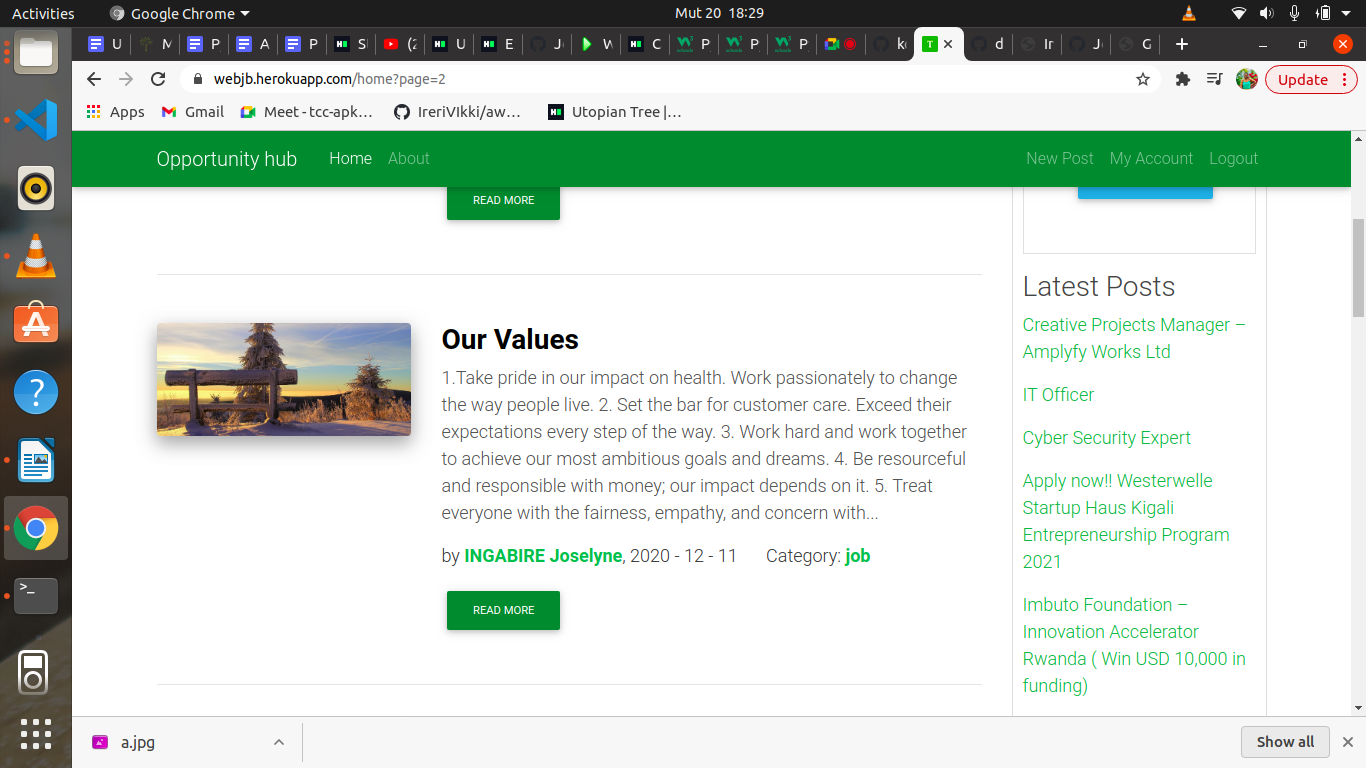 Activities
Google Chrome
Mut 20 18:29
U
M
P
A
P
S
(2
U
E
J
W
C
P
P
P
k
T
d
Ir
J
G
webjb.herokuapp.com/home?page=2
Update
Apps
Gmail
Meet - tcc-apk...
IreriVIkki/aw...
Utopian Tree |...
Opportunity hub
Home
About
New Post
My Account
Logout
READ MORE
Our Values
1.Take pride in our impact on health. Work passionately to change
the way people live. 2. Set the bar for customer care. Exceed their
expectations every step of the way. 3. Work hard and work together
to achieve our most ambitious goals and dreams. 4. Be resourceful
and responsible with money; our impact depends on it. 5. Treat
everyone with the fairness, empathy, and concern with...
by INGABIRE Joselyne, 2020 - 12 - 11 Category: job
READ MORE
Latest Posts
Creative Projects Manager –
Amplyfy Works Ltd
IT Officer
Cyber Security Expert
Apply now!! Westerwelle
Startup Haus Kigali
Entrepreneurship Program
2021
Imbuto Foundation –
Innovation Accelerator
Rwanda ( Win USD 10,000 in
funding)
a.jpg
Show all